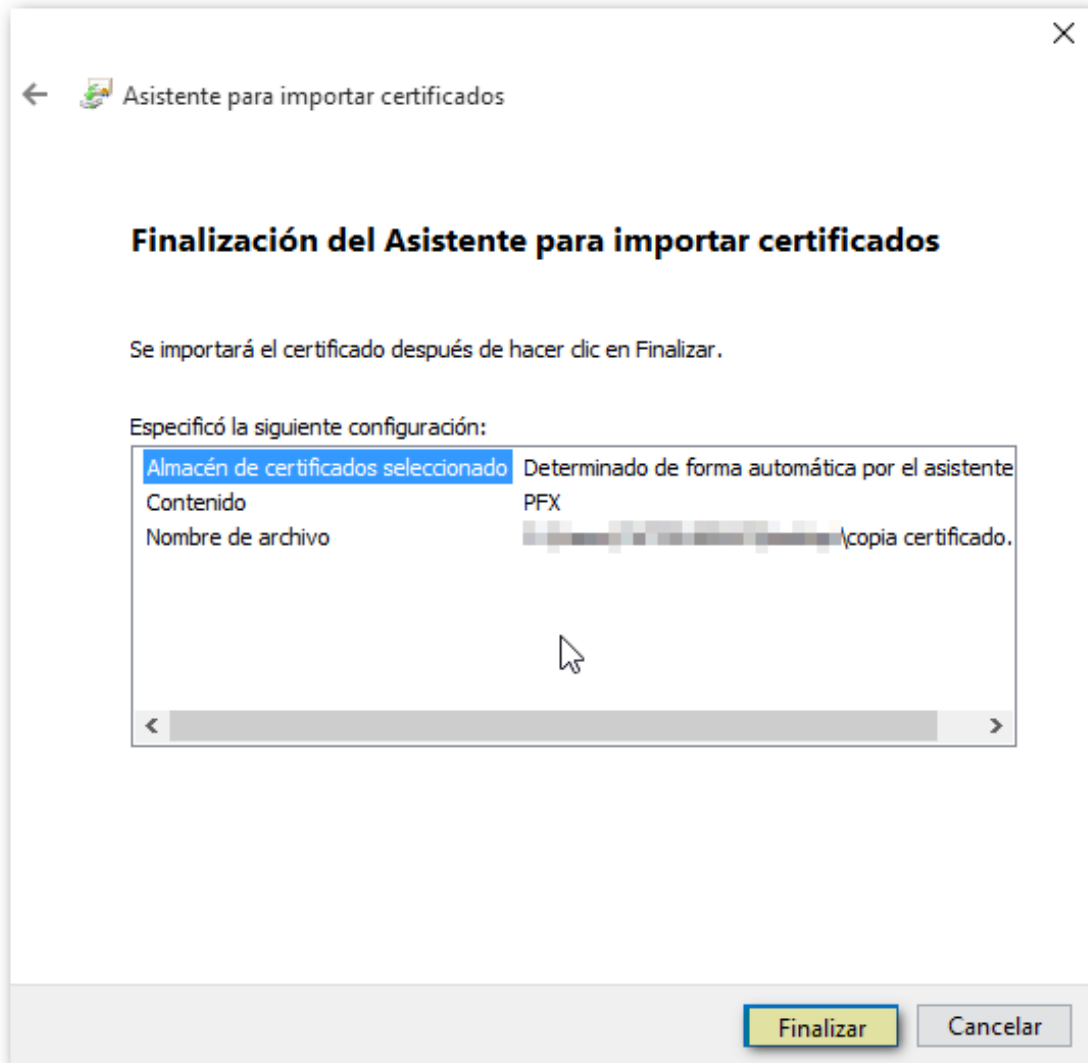 Asistente para importar certificados
Finalización del Asistente para importar certificados
Se importará el certificado después de hacer clic en Finalizar.
Especificó la siguiente configuración:
Almacén de certificados seleccionado Determinado de forma automática por el asistente
Contenido PFX
Nombre de archivo \copia certificado.
Finalizar Cancelar